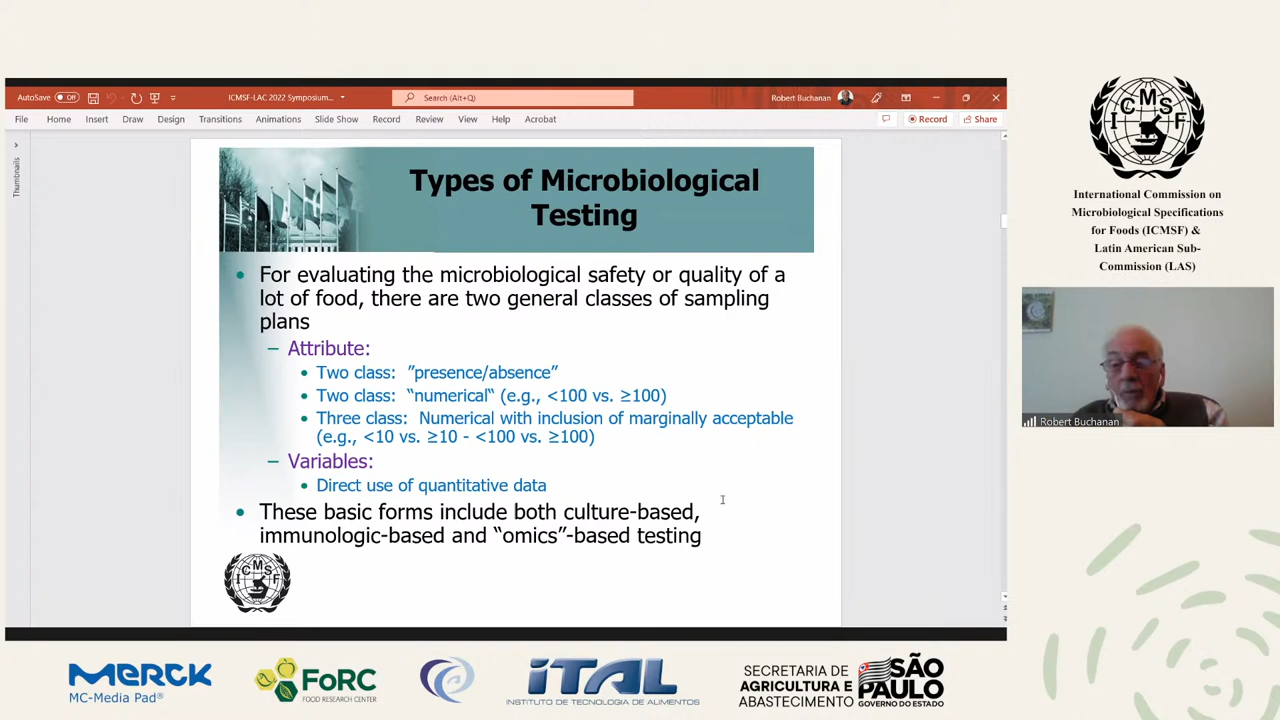 AutoSave Off
ICMSF-LAC 2022 Symposium...
Search (Alt+Q)
Robert Buchanan
File Home Insert Draw Design Transitions Animations Slide Show Record Review View Help Acrobat
Record Share
Thumbnails
Types of Microbiological
Testing
• For evaluating the microbiological safety or quality of a
lot of food, there are two general classes of sampling
plans
– Attribute:
• Two class: ”presence/absence”
• Two class: “numerical“ (e.g., <100 vs. ≥100)
• Three class: Numerical with inclusion of marginally acceptable
(e.g., <10 vs. ≥10 - <100 vs. ≥100)
– Variables:
• Direct use of quantitative data
• These basic forms include both culture-based,
immunologic-based and “omics”-based testing
ICMSF
ICMSF
International Commission on
Microbiological Specifications
for Foods (ICMSF) &
Latin American Sub-
Commission (LAS)
Robert Buchanan
MERCK
MC-Media Pad®
FoRC
FOOD RESEARCH CENTER
iTAL
INSTITUTO DE TECNOLOGIA DE ALIMENTOS
SECRETARIA DE
AGRICULTURA E
ABASTECIMENTO
SÃO
PAULO
GOVERNO DO ESTADO